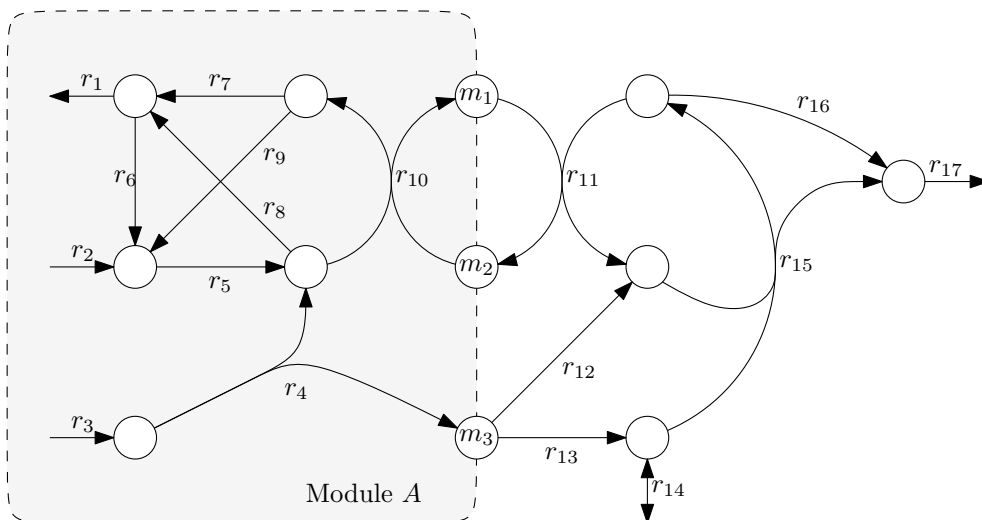 r1 r7 m1 r16
r6 r9 r10 r11 r17
r8
r2 m2 r15
r5
r4 r12
r3 m3
r13
Module A r14